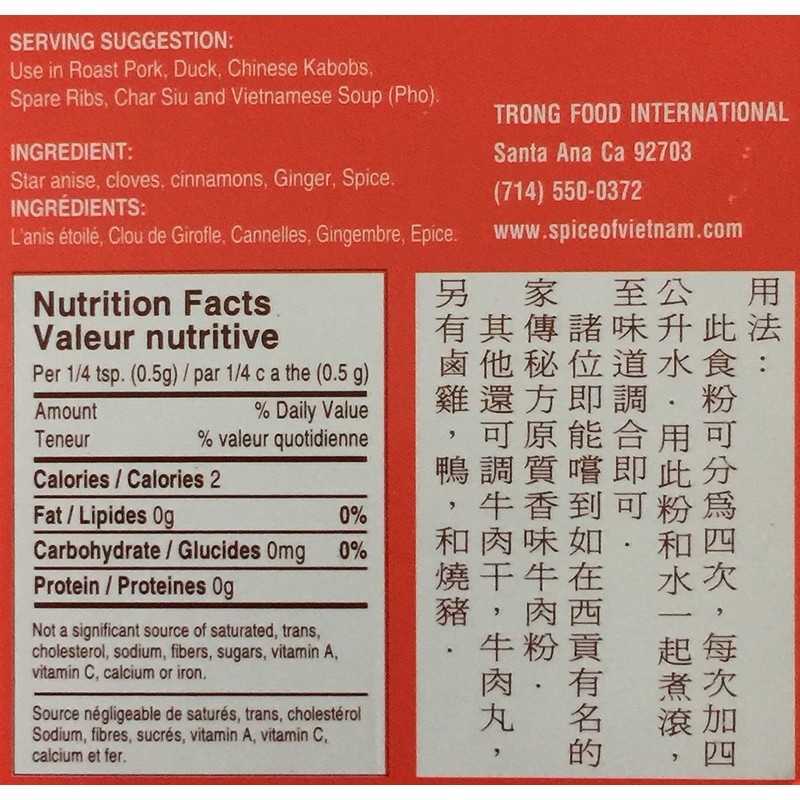 SERVING SUGGESTION:
Use in Roast Pork, Duck, Chinese Kabobs,
Spare Ribs, Char Siu and Vietnamese Soup (Pho).
INGREDIENT:
Star anise, cloves, cinnamons, Ginger, Spice.
INGRÉDIENTS:
L'anis étoilé, Clou de Girofle, Cannelles, Gingembre, Epice.
TRONG FOOD INTERNATIONAL
Santa Ana Ca 92703
(714) 550-0372
www.spiceofvietnam.com
Nutrition Facts
Valeur nutritive
Per 1/4 tsp. (0.5g) / par 1/4 c a the (0.5 g)
Amount % Daily Value
Teneur % valeur quotidienne
Calories / Calories 2
Fat / Lipides 0g 0%
Carbohydrate / Glucides 0mg 0%
Protein / Proteines 0g
Not a significant source of saturated, trans,
cholesterol, sodium, fibers, sugars, vitamin A,
vitamin C, calcium or iron.
Source négligeable de saturés, trans, cholestérol
Sodium, fibres, sucrés, vitamin A, vitamin C,
calcium et fer.
用法：
此食粉可分爲四次，每次加四
公升水．用此粉和水一起煮滾，
至味道調合即可．
諸位即能嚐到如在西貢有名的
家傳秘方原質香味牛肉粉．
其他還可調牛肉干，牛肉丸，
另有鹵雞，鴨，和燒豬．